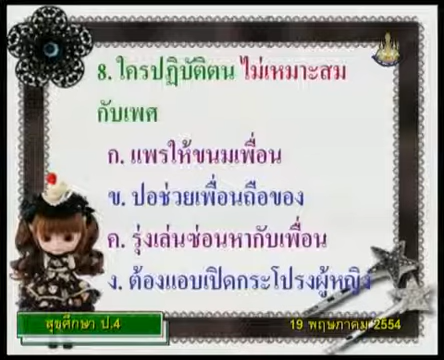 8. ใครปฏิบัติตน ไม่เหมาะสม
กับเพศ
ก. แพรให้ขนมเพื่อน
ข. ปอช่วยเพื่อนถือของ
ค. รุ่งเล่นซ่อนหากับเพื่อน
ง. ต้องแอบเปิดกระโปรงผู้หญิง
สุขศึกษา ป.4
19 พฤษภาคม 2554